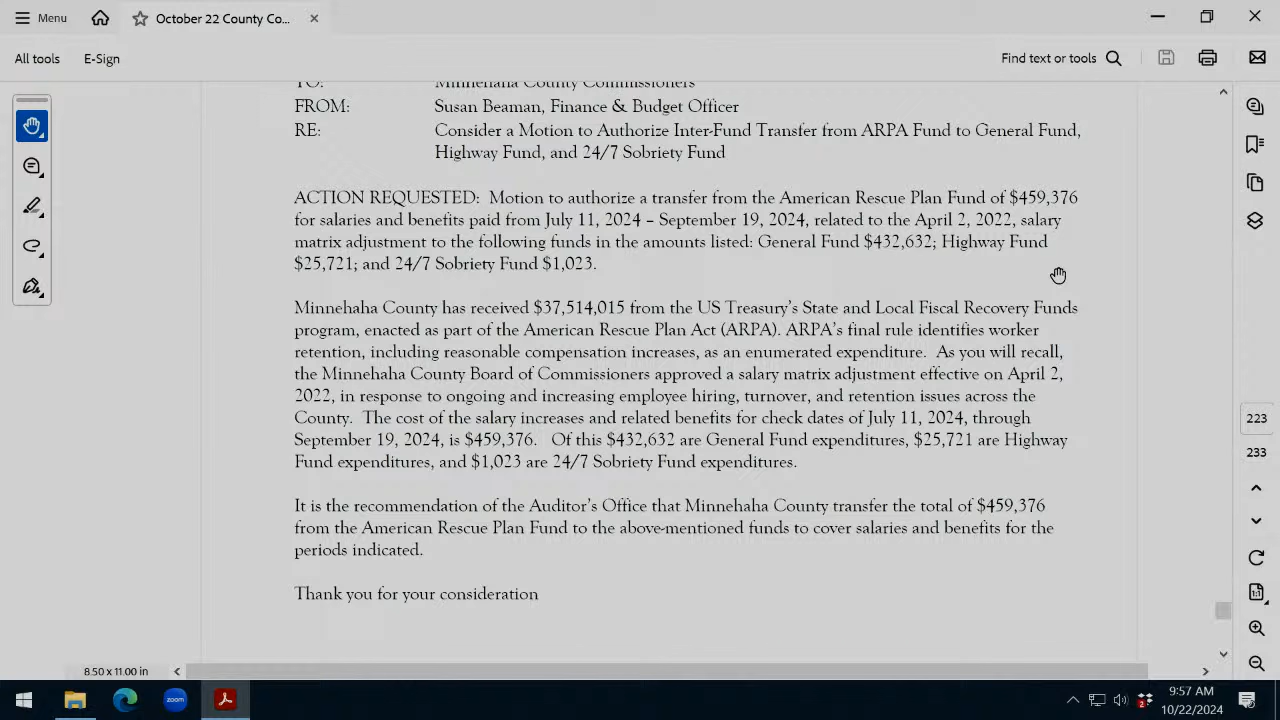 Menu
October 22 County Co...
All tools
E-Sign
Find text or tools
TO: Minnehaha County Commissioners
FROM: Susan Beaman, Finance & Budget Officer
RE: Consider a Motion to Authorize Inter-Fund Transfer from ARPA Fund to General Fund,
Highway Fund, and 24/7 Sobriety Fund
ACTION REQUESTED: Motion to authorize a transfer from the American Rescue Plan Fund of $459,376
for salaries and benefits paid from July 11, 2024 – September 19, 2024, related to the April 2, 2022, salary
matrix adjustment to the following funds in the amounts listed: General Fund $432,632; Highway Fund
$25,721; and 24/7 Sobriety Fund $1,023.
Minnehaha County has received $37,514,015 from the US Treasury's State and Local Fiscal Recovery Funds
program, enacted as part of the American Rescue Plan Act (ARPA). ARPA's final rule identifies worker
retention, including reasonable compensation increases, as an enumerated expenditure. As you will recall,
the Minnehaha County Board of Commissioners approved a salary matrix adjustment effective on April 2,
2022, in response to ongoing and increasing employee hiring, turnover, and retention issues across the
County. The cost of the salary increases and related benefits for check dates of July 11, 2024, through
September 19, 2024, is $459,376. Of this $432,632 are General Fund expenditures, $25,721 are Highway
Fund expenditures, and $1,023 are 24/7 Sobriety Fund expenditures.
It is the recommendation of the Auditor's Office that Minnehaha County transfer the total of $459,376
from the American Rescue Plan Fund to the above-mentioned funds to cover salaries and benefits for the
periods indicated.
Thank you for your consideration
223
233
1:1
8.50 x 11.00 in
zoom
2
9:57 AM
10/22/2024